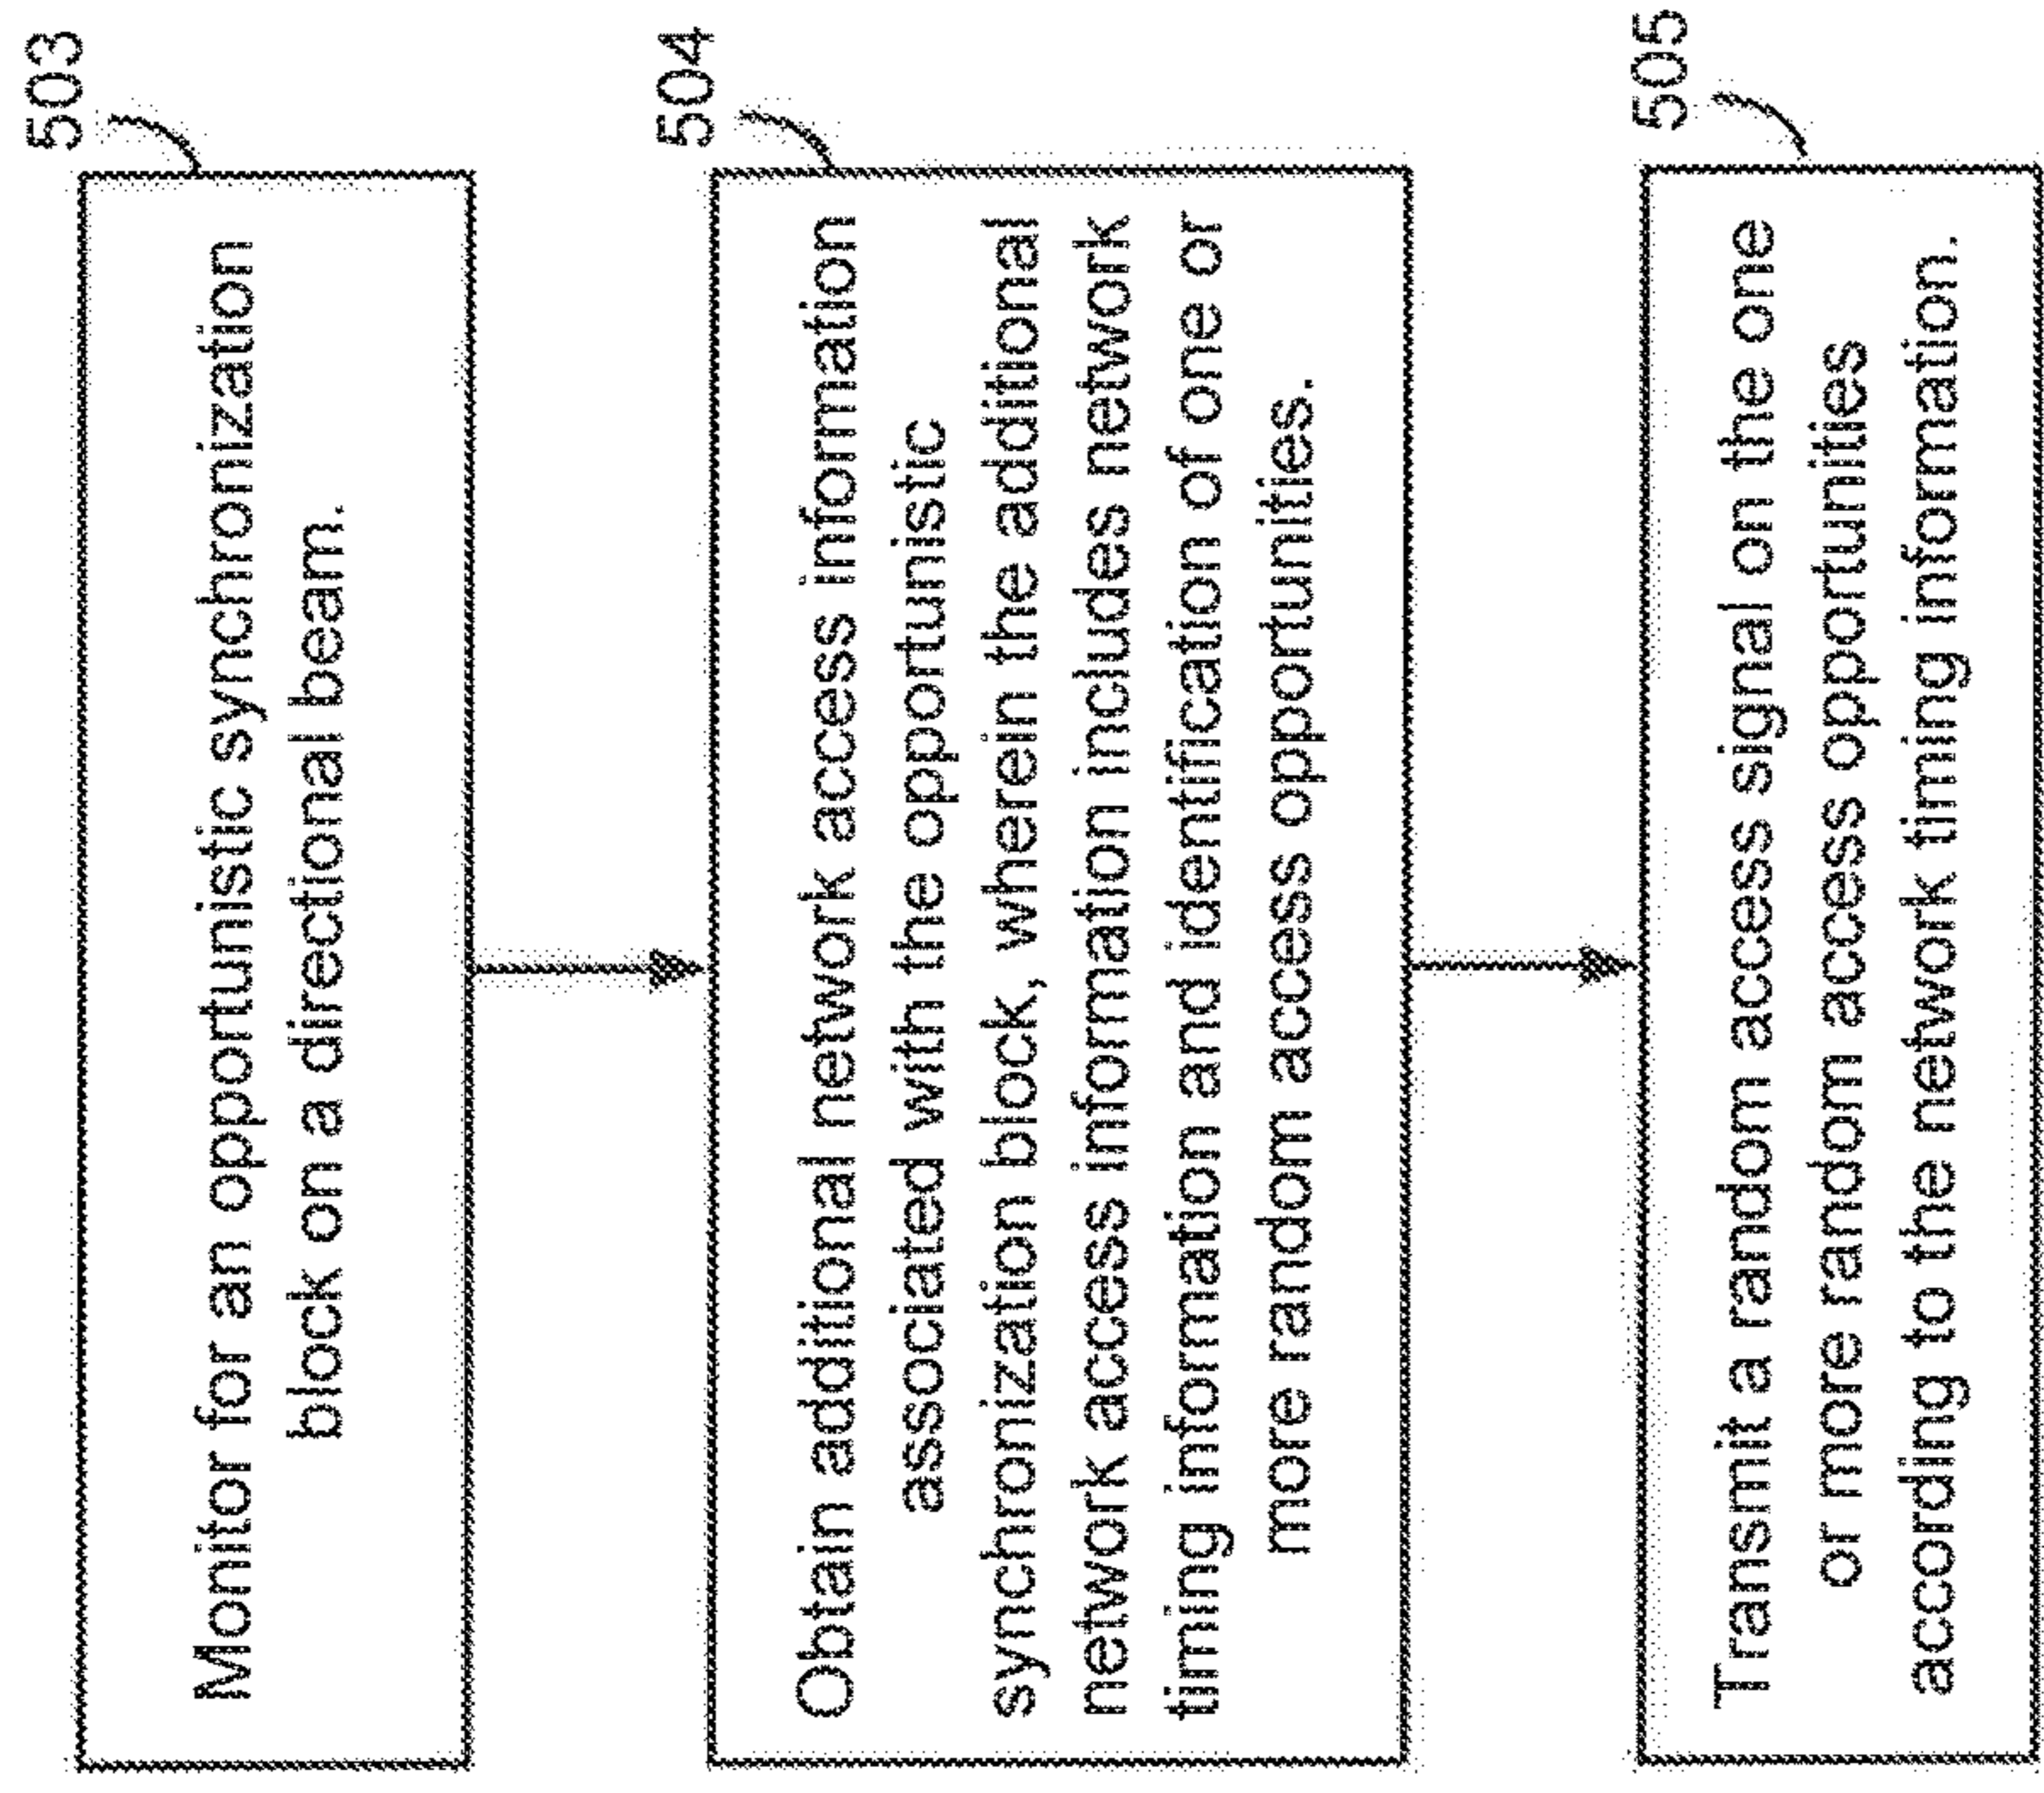 503
Monitor for an opportunistic synchronization
block on a directional beam.
504
Obtain additional network access information
associated with the opportunistic
synchronization block, wherein the additional
network access information includes network
timing information and identification of one or
more random access opportunities.
505
Transmit a random access signal on the one
or more random access opportunities
according to the network timing information.